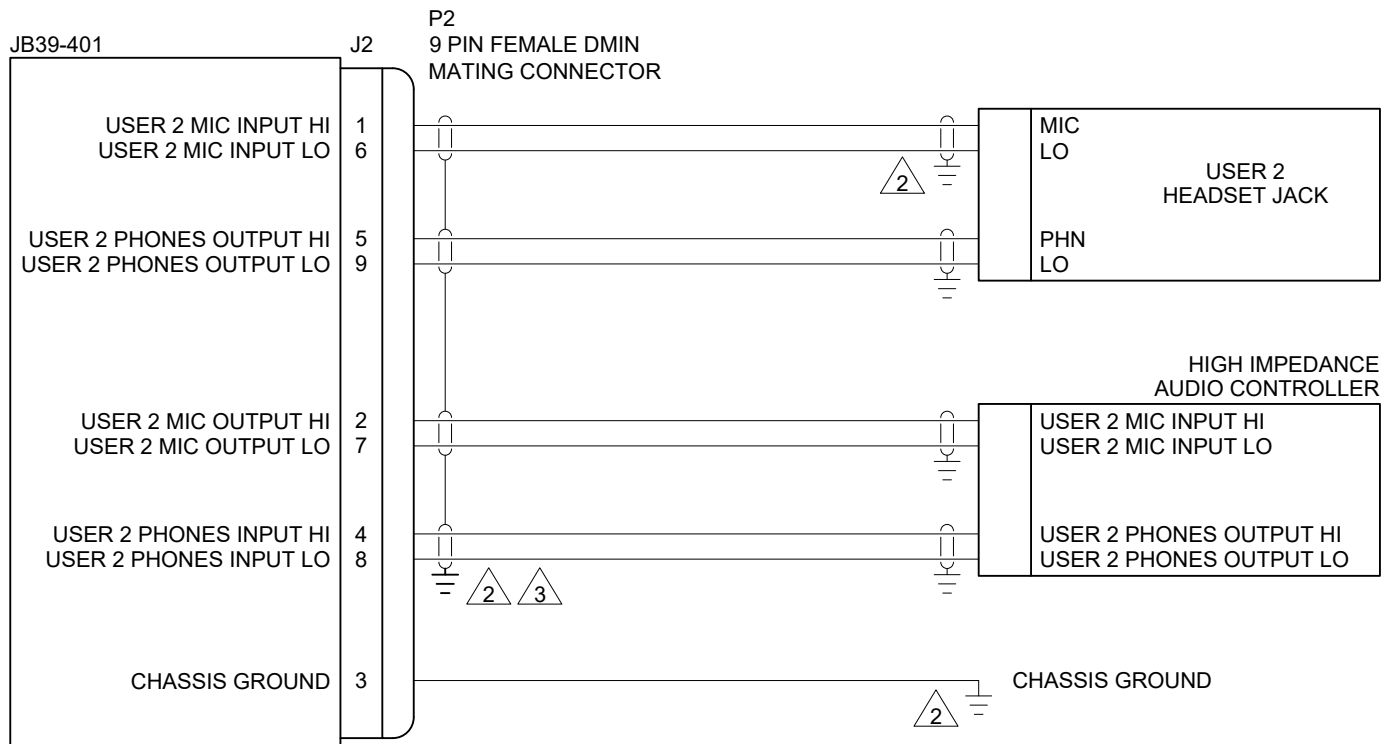 P2
JB39-401 J2 9 PIN FEMALE DMIN
MATING CONNECTOR
USER 2 MIC INPUT HI 1 MIC
USER 2 MIC INPUT LO 6 LO
2
USER 2
HEADSET JACK
USER 2 PHONES OUTPUT HI 5 PHN
USER 2 PHONES OUTPUT LO 9 LO
HIGH IMPEDANCE
AUDIO CONTROLLER
USER 2 MIC OUTPUT HI 2 USER 2 MIC INPUT HI
USER 2 MIC OUTPUT LO 7 USER 2 MIC INPUT LO
USER 2 PHONES INPUT HI 4 USER 2 PHONES OUTPUT HI
USER 2 PHONES INPUT LO 8 USER 2 PHONES OUTPUT LO
2 3
CHASSIS GROUND 3 CHASSIS GROUND
2